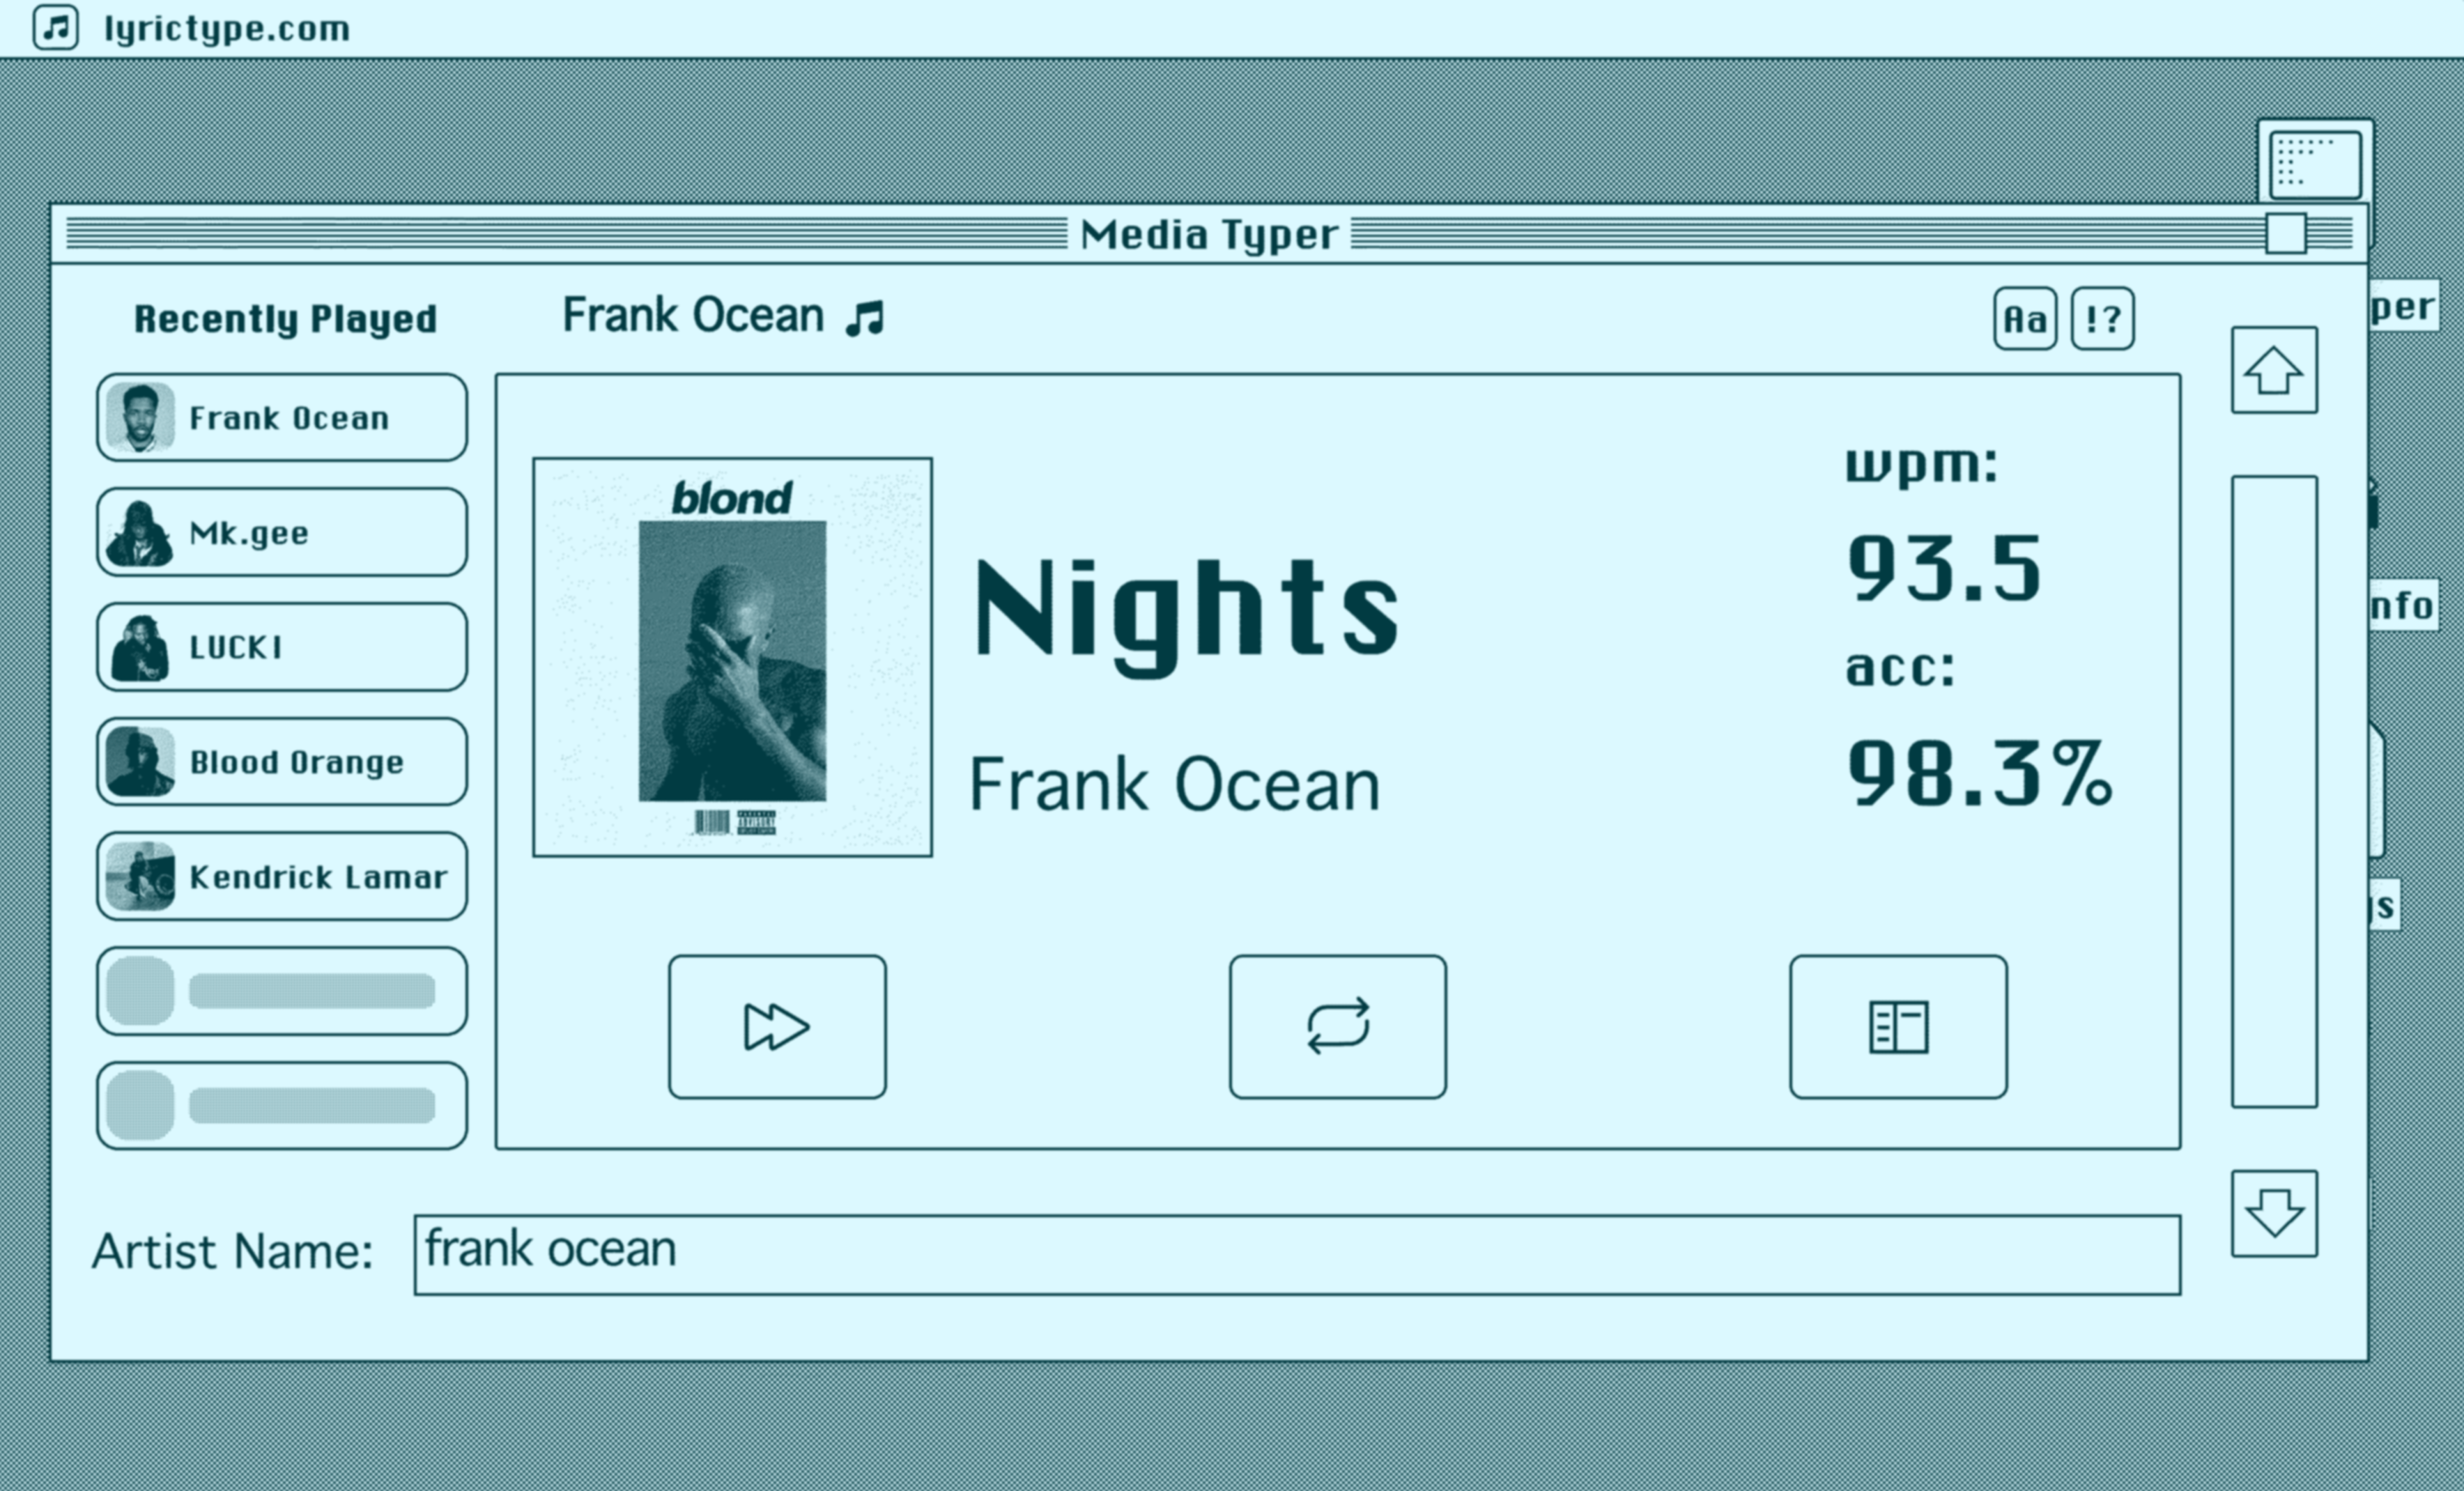 lyrictype.com
Media Typer
Recently Played
Frank Ocean
Mk.gee
LUCKI
Blood Orange
Kendrick Lamar
Frank Ocean
Aa
!?
blond
Nights
Frank Ocean
wpm:
93.5
acc:
98.3%
Artist Name:
frank ocean
per
nfo
s